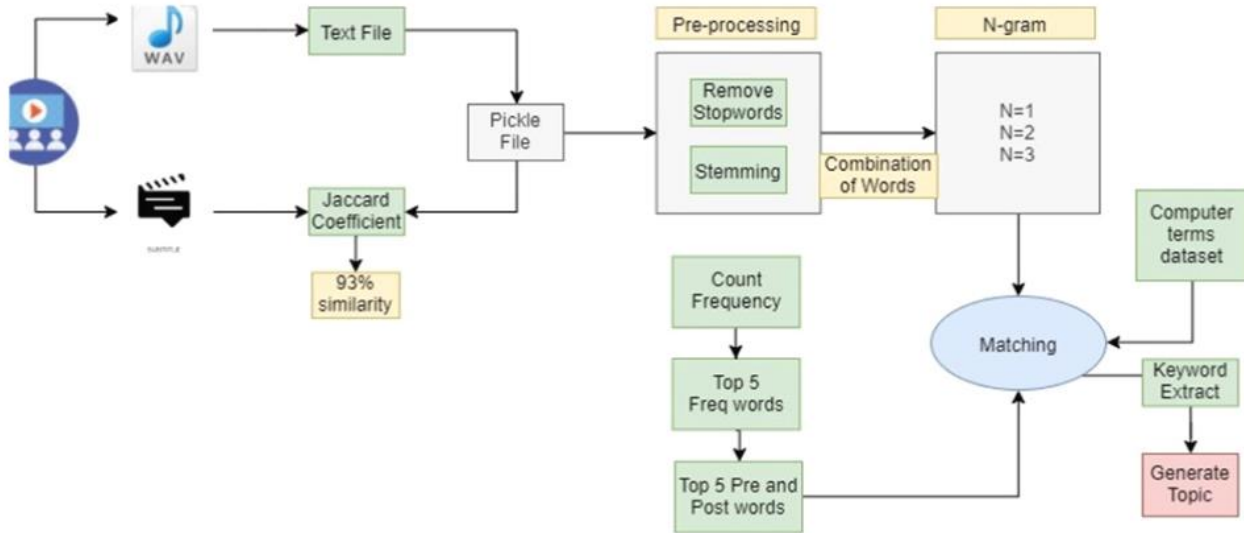 WAV
Text File
Pickle
File
Jaccard
Coefficient
93%
similarity
Pre-processing
Remove
Stopwords
Stemming
Combination
of Words
N-gram
N=1
N=2
N=3
Computer
terms
dataset
Count
Frequency
Top 5
Freq words
Top 5 Pre and
Post words
Matching
Keyword
Extract
Generate
Topic